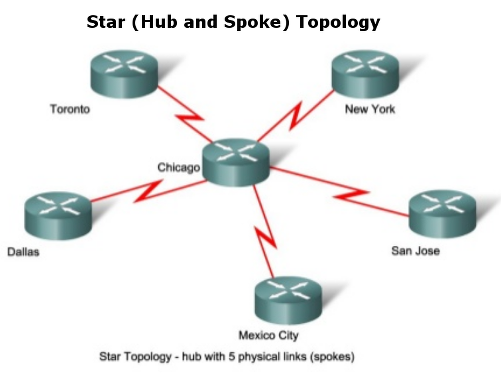 Star (Hub and Spoke) Topology
Toronto
New York
Chicago
Dallas
San Jose
Mexico City
Star Topology - hub with 5 physical links (spokes)